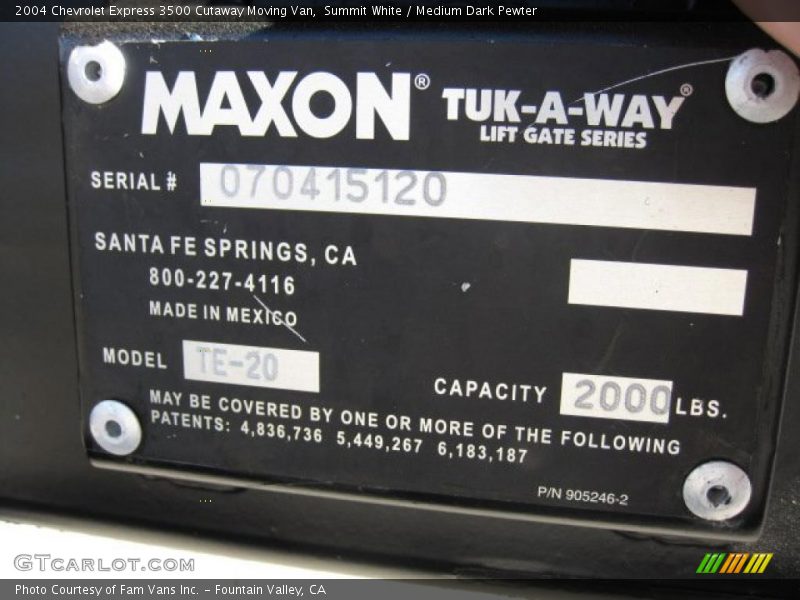 2004 Chevrolet Express 3500 Cutaway Moving Van,  Summit White / Medium Dark Pewter
MAXON® TUK-A-WAY®
LIFT GATE SERIES
SERIAL # 070415120
SANTA FE SPRINGS, CA
800-227-4116
MADE IN MEXICO
MODEL TE-20
CAPACITY 2000 LBS.
MAY BE COVERED BY ONE OR MORE OF THE FOLLOWING
PATENTS: 4,836,736 5,449,267 6,183,187
P/N 905246-2
GTCARLOT.COM
Photo Courtesy of Fam Vans Inc. - Fountain Valley, CA